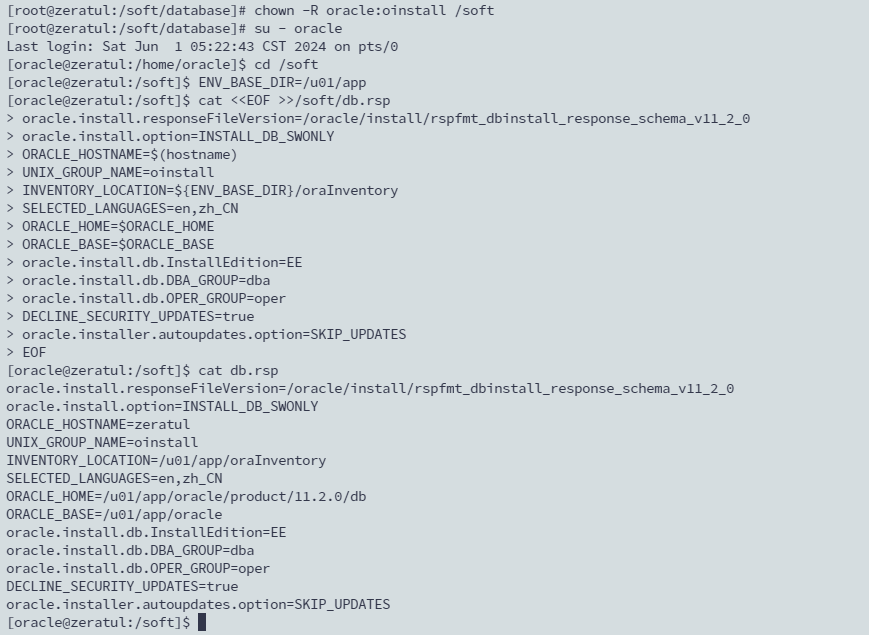 [root@zeratul:/soft/database]# chown -R oracle:oinstall /soft
[root@zeratul:/soft/database]# su - oracle
Last login: Sat Jun  1 05:22:43 CST 2024 on pts/0
[oracle@zeratul:/home/oracle]$ cd /soft
[oracle@zeratul:/soft]$ ENV_BASE_DIR=/u01/app
[oracle@zeratul:/soft]$ cat <<EOF >>/soft/db.rsp
> oracle.install.responseFileVersion=/oracle/install/rspfmt_dbinstall_response_schema_v11_2_0
> oracle.install.option=INSTALL_DB_SWONLY
> ORACLE_HOSTNAME=$(hostname)
> UNIX_GROUP_NAME=oinstall
> INVENTORY_LOCATION=${ENV_BASE_DIR}/oraInventory
> SELECTED_LANGUAGES=en,zh_CN
> ORACLE_HOME=$ORACLE_HOME
> ORACLE_BASE=$ORACLE_BASE
> oracle.install.db.InstallEdition=EE
> oracle.install.db.DBA_GROUP=dba
> oracle.install.db.OPER_GROUP=oper
> DECLINE_SECURITY_UPDATES=true
> oracle.installer.autoupdates.option=SKIP_UPDATES
> EOF
[oracle@zeratul:/soft]$ cat db.rsp
oracle.install.responseFileVersion=/oracle/install/rspfmt_dbinstall_response_schema_v11_2_0
oracle.install.option=INSTALL_DB_SWONLY
ORACLE_HOSTNAME=zeratul
UNIX_GROUP_NAME=oinstall
INVENTORY_LOCATION=/u01/app/oraInventory
SELECTED_LANGUAGES=en,zh_CN
ORACLE_HOME=/u01/app/oracle/product/11.2.0/db
ORACLE_BASE=/u01/app/oracle
oracle.install.db.InstallEdition=EE
oracle.install.db.DBA_GROUP=dba
oracle.install.db.OPER_GROUP=oper
DECLINE_SECURITY_UPDATES=true
oracle.installer.autoupdates.option=SKIP_UPDATES
[oracle@zeratul:/soft]$